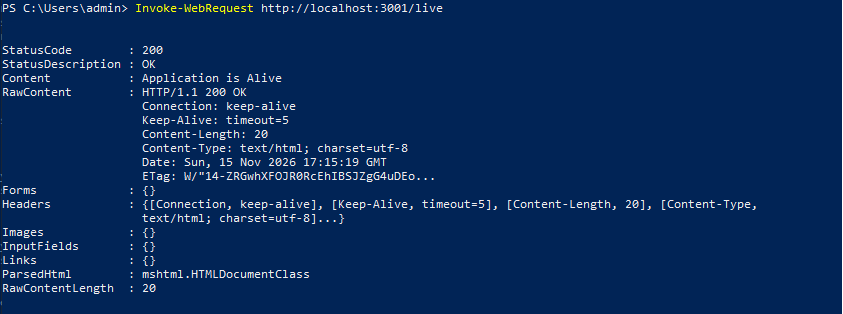 PS C:\Users\admin> Invoke-WebRequest http://localhost:3001/live
StatusCode : 200
StatusDescription : OK
Content : Application is Alive
RawContent : HTTP/1.1 200 OK
Connection: keep-alive
Keep-Alive: timeout=5
Content-Length: 20
Content-Type: text/html; charset=utf-8
Date: Sun, 15 Nov 2026 17:15:19 GMT
ETag: W/"14-ZRGwhXFOJR0RcEhIBSJZgG4uDEo...
Forms : {}
Headers : {[Connection, keep-alive], [Keep-Alive, timeout=5], [Content-Length, 20], [Content-Type,
text/html; charset=utf-8]...}
Images : {}
InputFields : {}
Links : {}
ParsedHtml : mshtml.HTMLDocumentClass
RawContentLength : 20